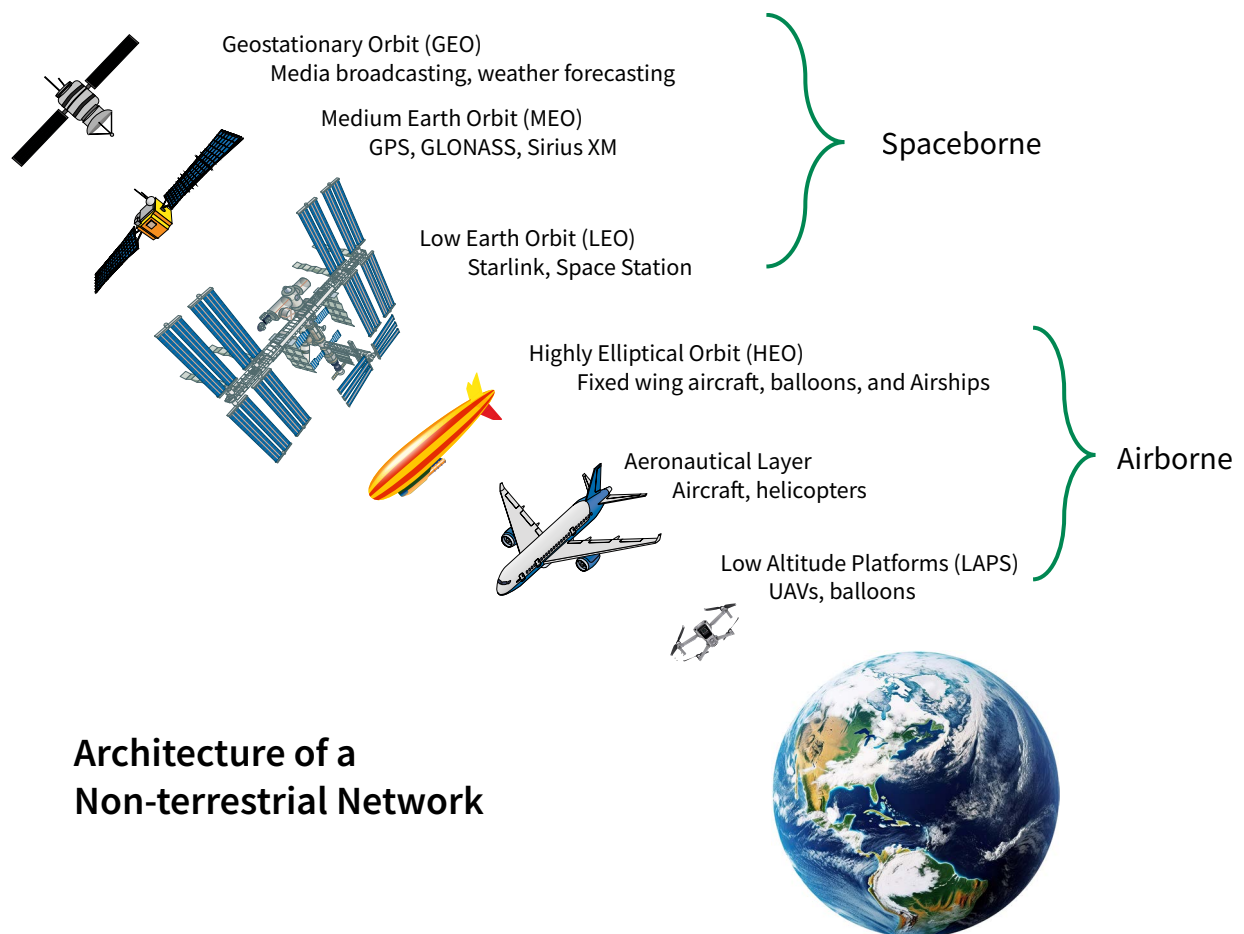 Geostationary Orbit (GEO)
Media broadcasting, weather forecasting
Medium Earth Orbit (MEO)
GPS, GLONASS, Sirius XM
Spaceborne
Low Earth Orbit (LEO)
Starlink, Space Station
Highly Elliptical Orbit (HEO)
Fixed wing aircraft, balloons, and Airships
Airborne
Aeronautical Layer
Aircraft, helicopters
Low Altitude Platforms (LAPS)
UAVs, balloons
Architecture of a
Non-terrestrial Network